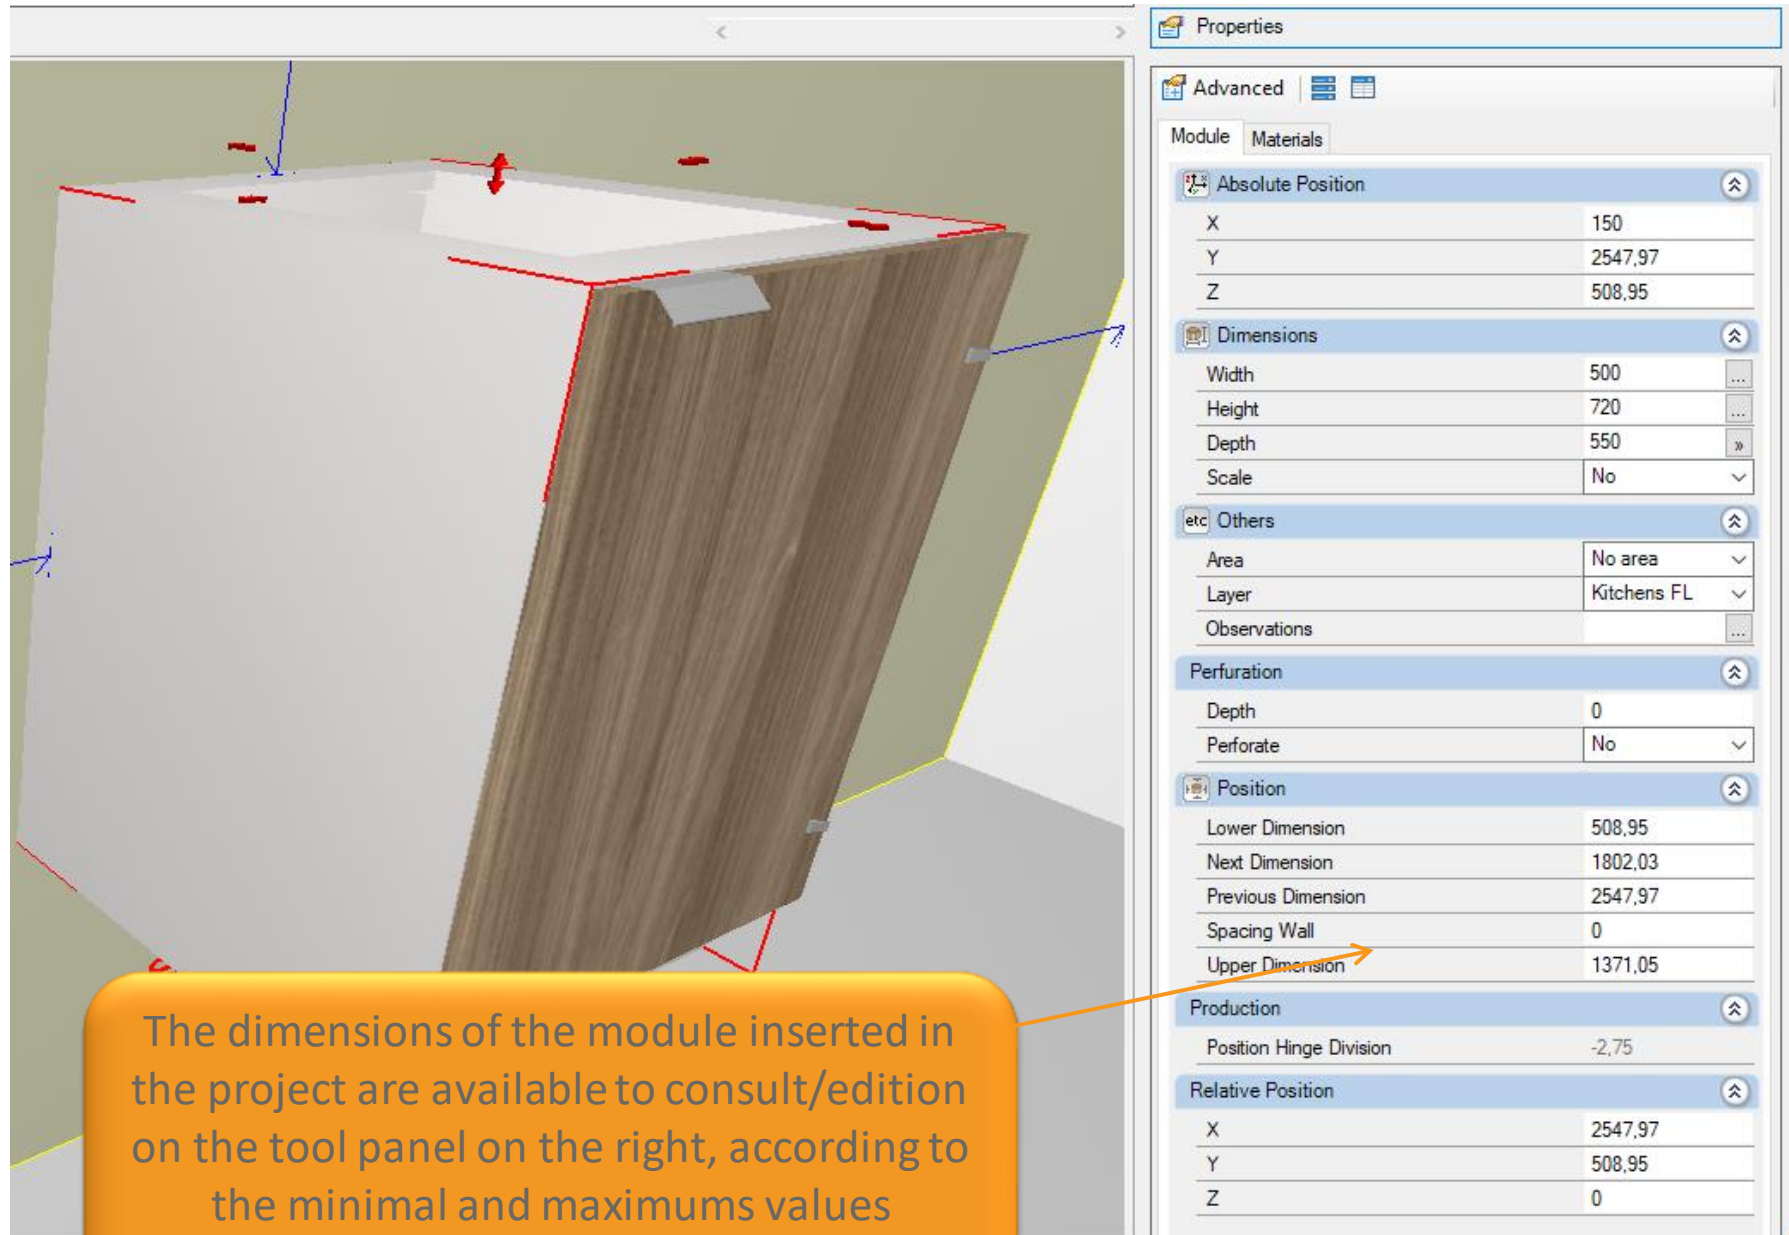 Properties
Advanced
Module Materials
Absolute Position
X 150
Y 2547,97
Z 508,95
Dimensions
Width 500 ...
Height 720 ...
Depth 550 »
Scale No
etc Others
Area No area
Layer Kitchens FL
Observations ...
Perfuration
Depth 0
Perforate No
Position
Lower Dimension 508,95
Next Dimension 1802,03
Previous Dimension 2547,97
Spacing Wall 0
Upper Dimension 1371,05
Production
Position Hinge Division -2,75
Relative Position
X 2547,97
Y 508,95
Z 0
The dimensions of the module inserted in
the project are available to consult/edition
on the tool panel on the right, according to
the minimal and maximums values